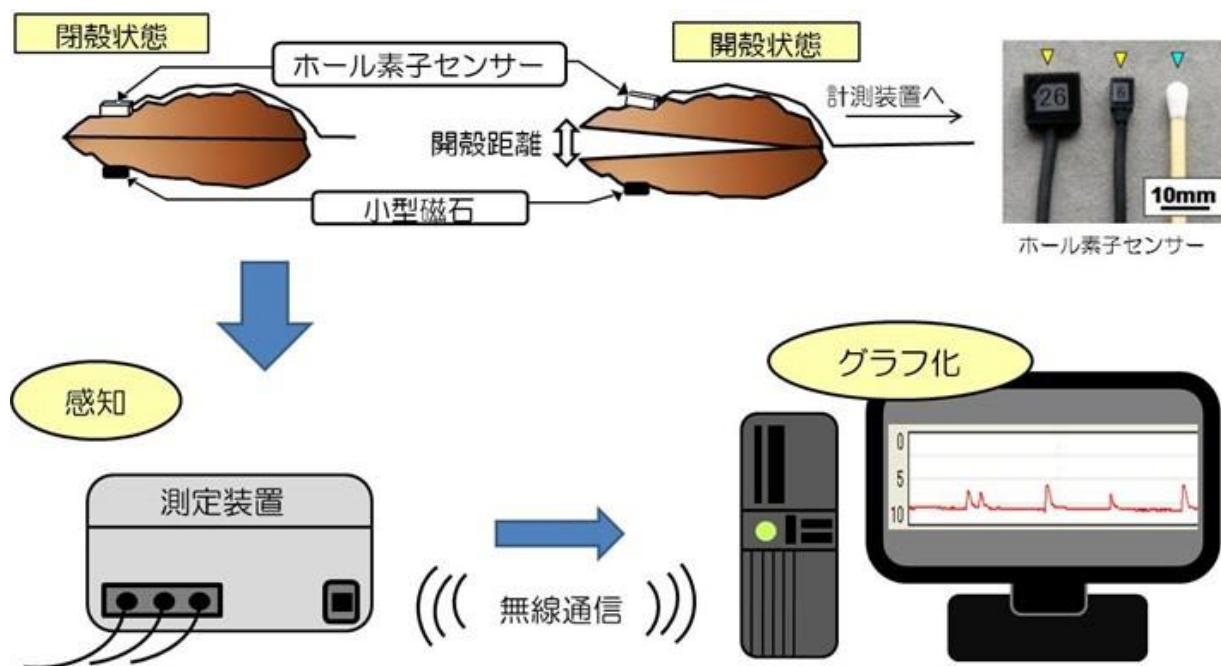 閉殻状態
開殻状態
ホール素子センサー
計測装置へ
開殻距離
小型磁石
26
6
10mm
ホール素子センサー
感知
グラフ化
測定装置
無線通信
0
5
10